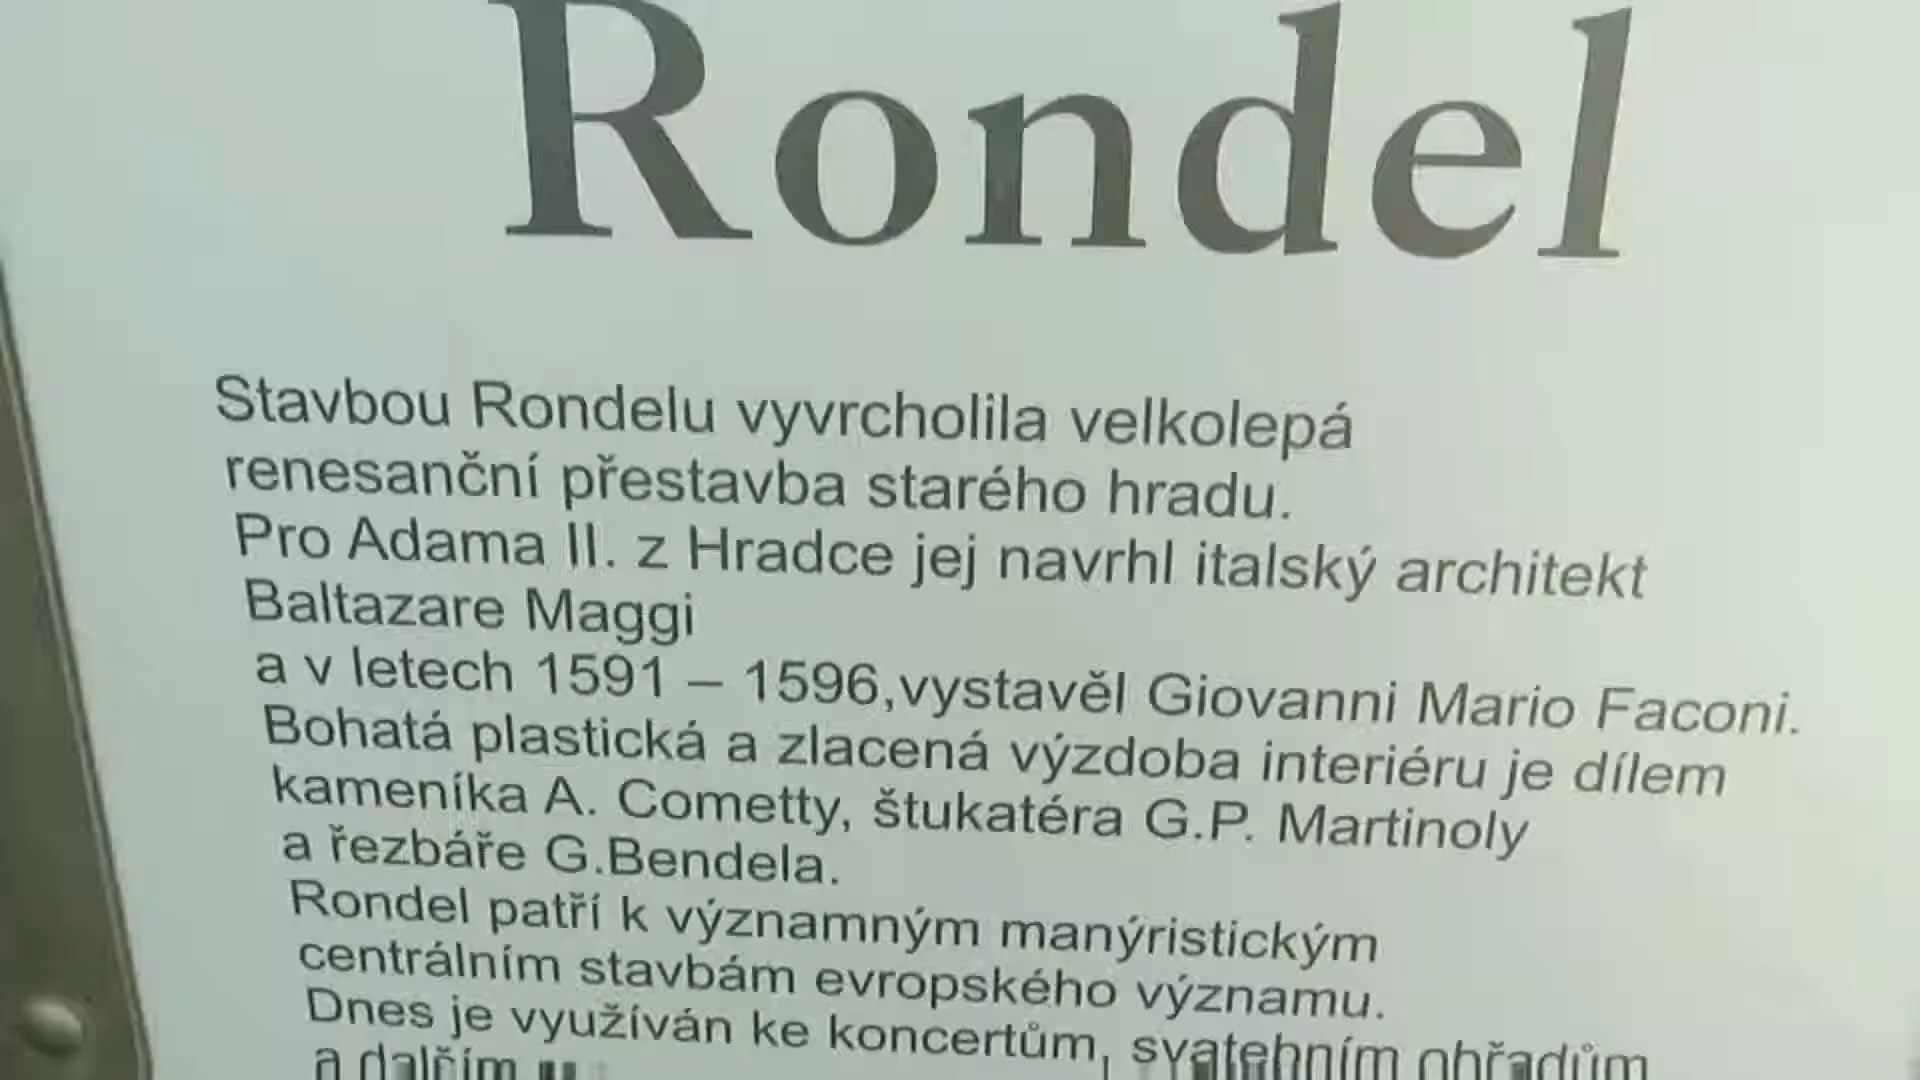 Rondel
Stavbou Rondelu vyvrcholila velkolepá
renesanční přestavba starého hradu.
Pro Adama II. z Hradce jej navrhl italský architekt
Baltazare Maggi
a v letech 1591 – 1596,vystavěl Giovanni Mario Faconi.
Bohatá plastická a zlacená výzdoba interiéru je dílem
kameníka A. Cometty, štukatéra G.P. Martinoly
a řezbáře G.Bendela.
Rondel patří k významným manýristickým
centrálním stavbám evropského významu.
Dnes je využíván ke koncertům, svatebním obřadům
a dalším